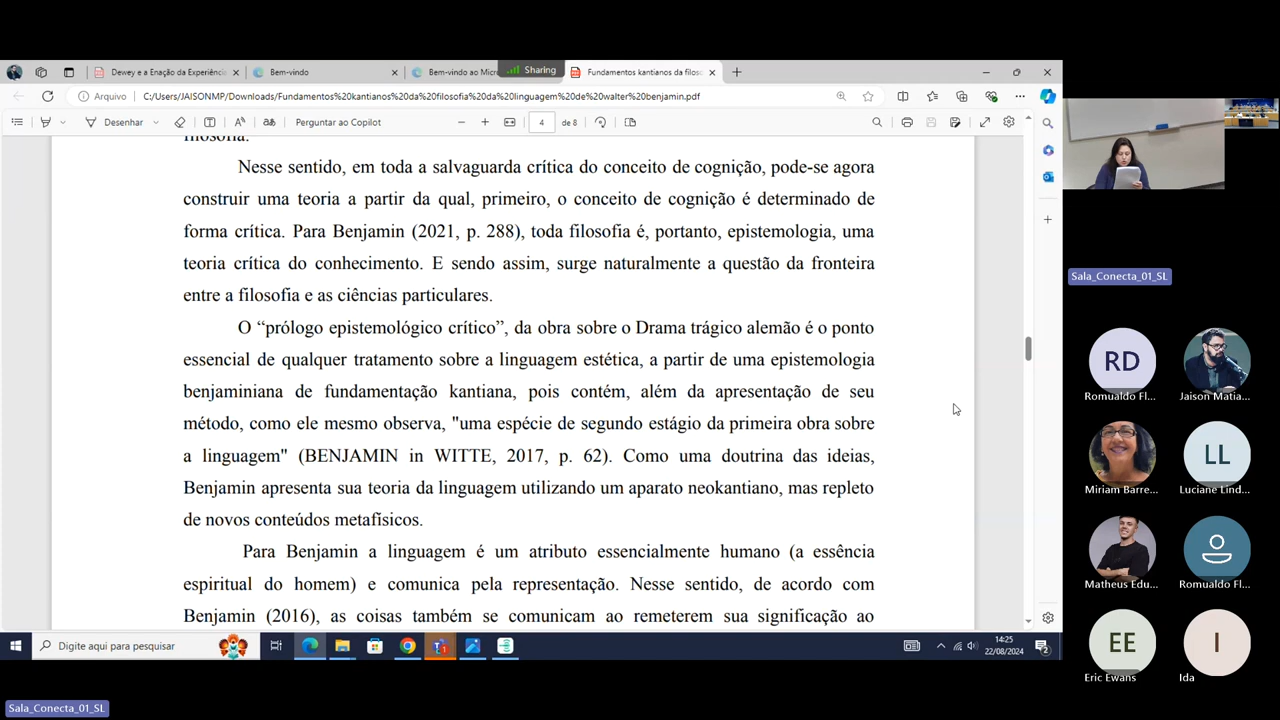 Dewey e a Enação da Experiênci
Bem-vindo
Bem-vindo ao Micr
Sharing
Fundamentos kantianos da filoso
Arquivo
C:/Users/JAISONMP/Downloads/Fundamentos%20kantianos%20da%20filosofia%20da%20linguagem%20de%20walter%20benjamin.pdf
Desenhar
Perguntar ao Copilot
4
de 8
filosofia.
Nesse sentido, em toda a salvaguarda crítica do conceito de cognição, pode-se agora
construir uma teoria a partir da qual, primeiro, o conceito de cognição é determinado de
forma crítica. Para Benjamin (2021, p. 288), toda filosofia é, portanto, epistemologia, uma
teoria crítica do conhecimento. E sendo assim, surge naturalmente a questão da fronteira
entre a filosofia e as ciências particulares.
O “prólogo epistemológico crítico”, da obra sobre o Drama trágico alemão é o ponto
essencial de qualquer tratamento sobre a linguagem estética, a partir de uma epistemologia
benjaminiana de fundamentação kantiana, pois contém, além da apresentação de seu
método, como ele mesmo observa, "uma espécie de segundo estágio da primeira obra sobre
a linguagem" (BENJAMIN in WITTE, 2017, p. 62). Como uma doutrina das ideias,
Benjamin apresenta sua teoria da linguagem utilizando um aparato neokantiano, mas repleto
de novos conteúdos metafísicos.
Para Benjamin a linguagem é um atributo essencialmente humano (a essência
espiritual do homem) e comunica pela representação. Nesse sentido, de acordo com
Benjamin (2016), as coisas também se comunicam ao remeterem sua significação ao
Digite aqui para pesquisar
14:25
22/08/2024
2
Sala_Conecta_01_SL
RD
Romualdo Fl...
Jaison Matia...
Miriam Barre...
LL
Luciane Lind...
Matheus Edu...
Romualdo Fl...
EE
Eric Ewans
I
Ida
Sala_Conecta_01_SL